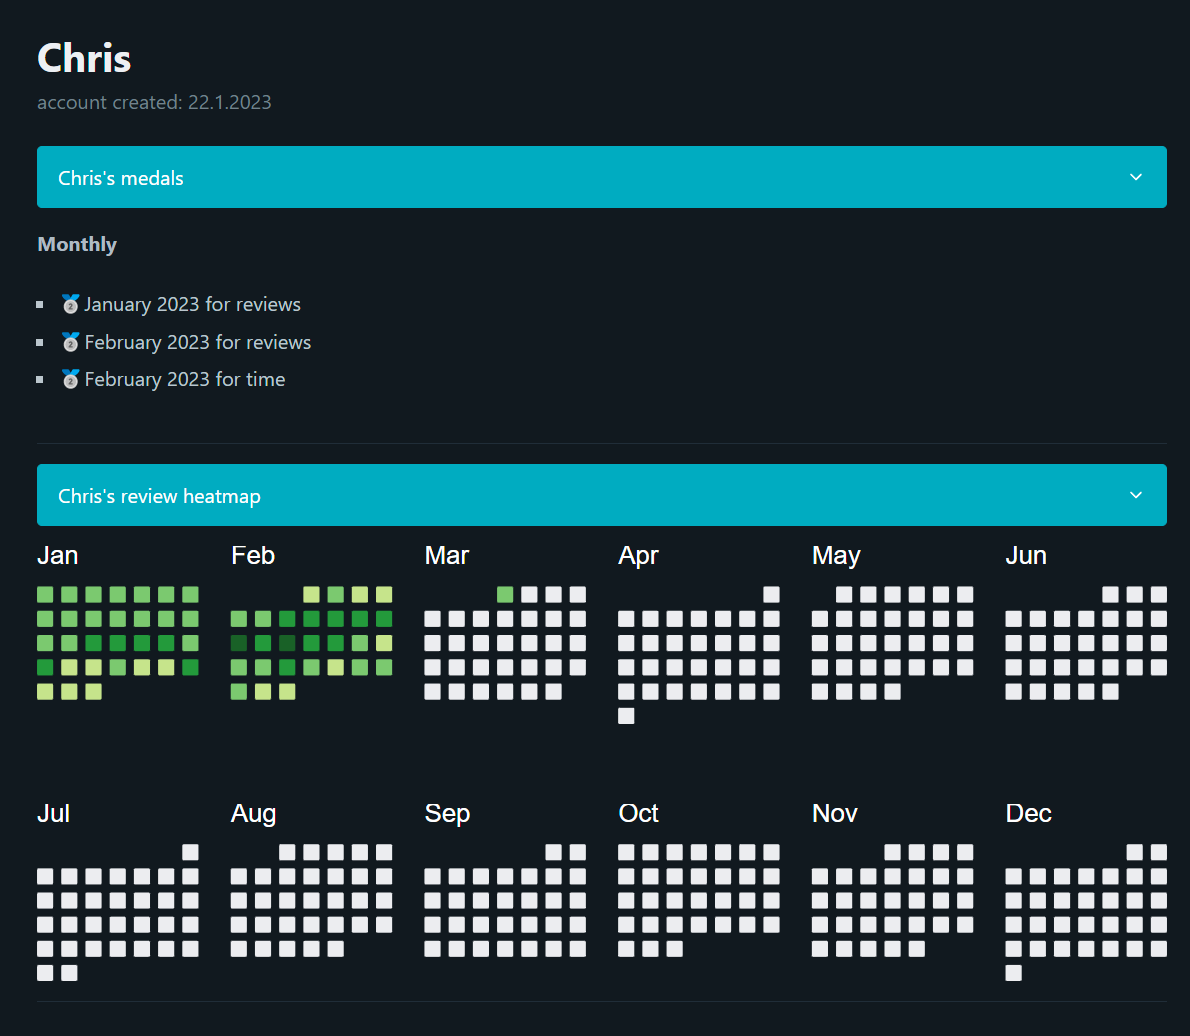 Chris
account created: 22.1.2023
Chris's medals
Monthly
🥈 January 2023 for reviews
🥈 February 2023 for reviews
🥈 February 2023 for time
Chris's review heatmap
Jan Feb Mar Apr May Jun
Jul Aug Sep Oct Nov Dec